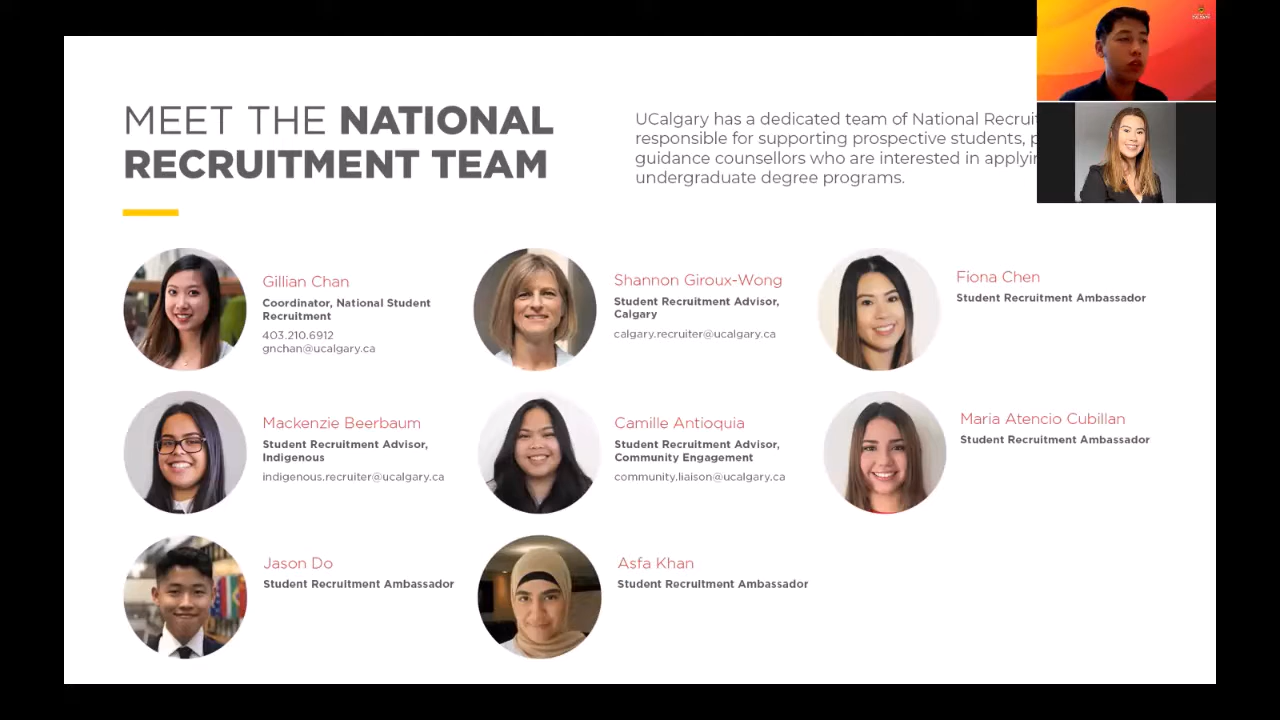 MEET THE NATIONAL
RECRUITMENT TEAM
UCalgary has a dedicated team of National
responsible for supporting prospective students,
guidance counsellors who are interested in
undergraduate degree programs.
Gillian Chan
Coordinator, National Student
Recruitment
403.210.6912
gnchan@ucalgary.ca
Shannon Giroux-Wong
Student Recruitment Advisor,
Calgary
calgary.recruiter@ucalgary.ca
Fiona Chen
Student Recruitment Ambassador
Mackenzie Beerbaum
Student Recruitment Advisor,
Indigenous
indigenous.recruiter@ucalgary.ca
Camille Antioquia
Student Recruitment Advisor,
Community Engagement
community.liaison@ucalgary.ca
Maria Atencio Cubillan
Student Recruitment Ambassador
Jason Do
Student Recruitment Ambassador
Asfa Khan
Student Recruitment Ambassador